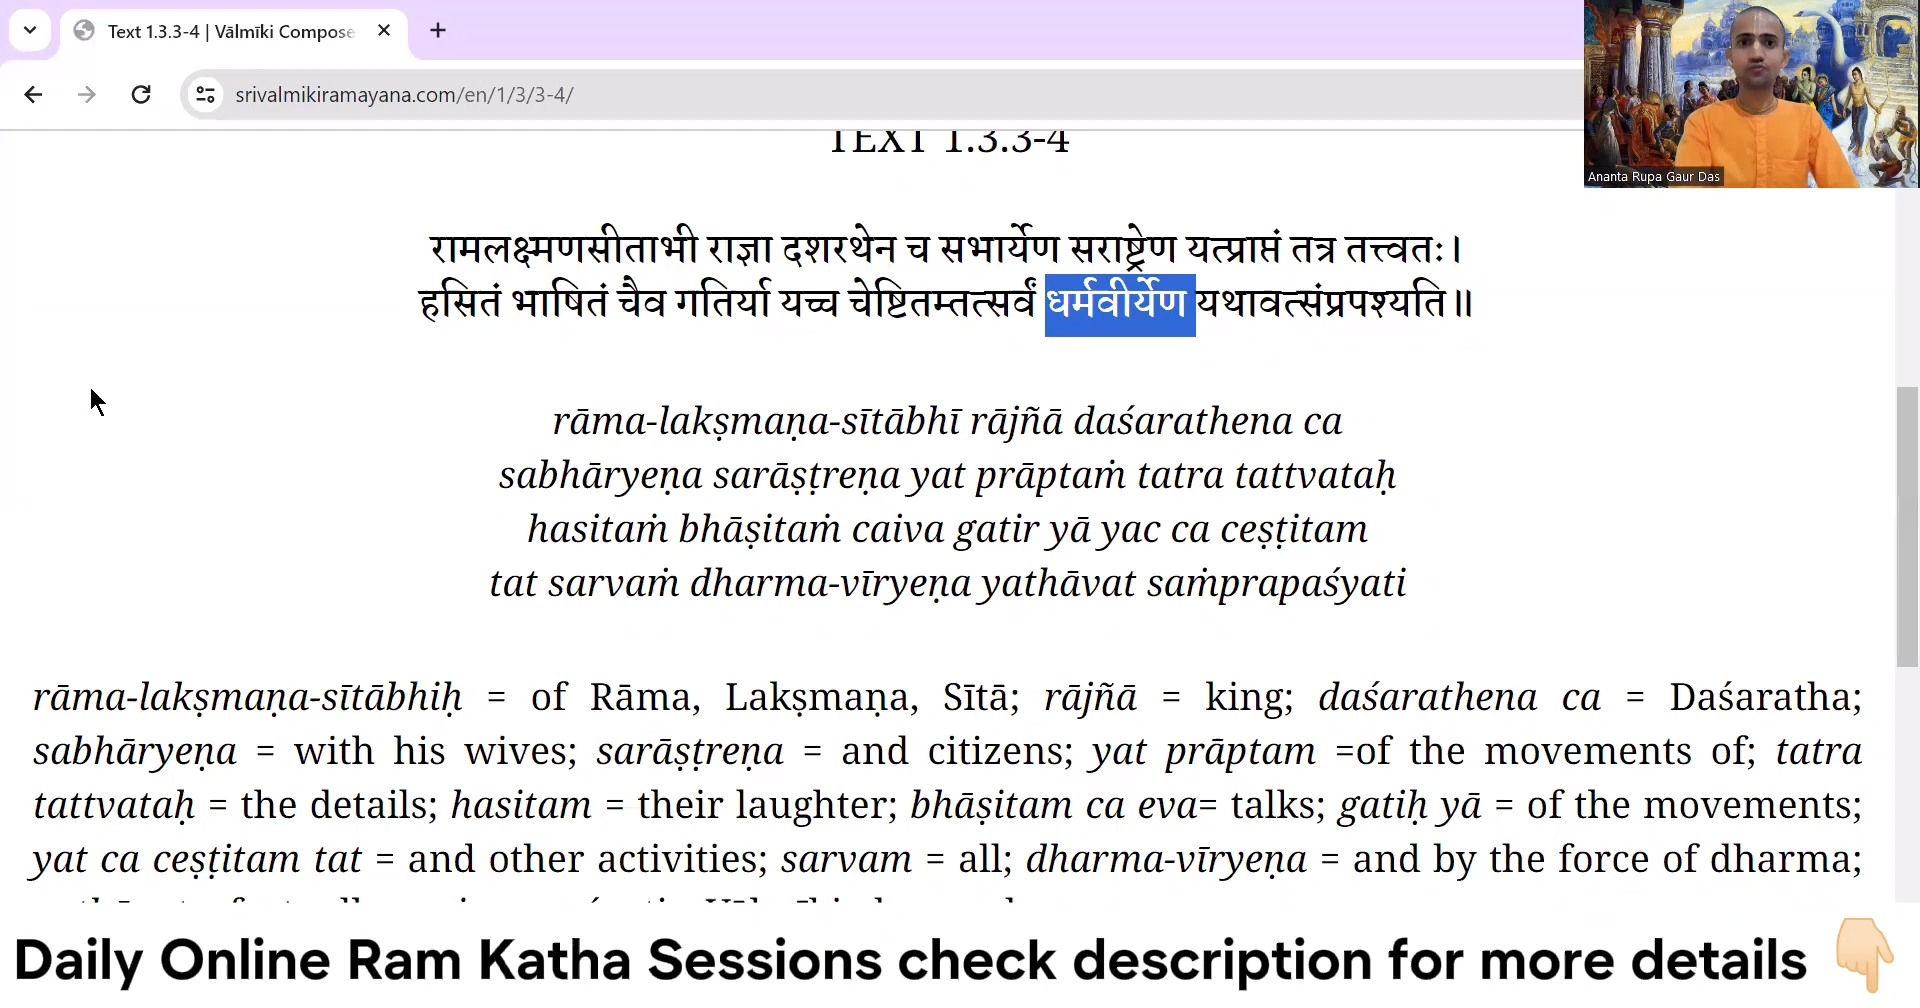 Text 1.3.3-4 | Vālmīki Compose
srivalmikiramayana.com/en/1/3/3-4/
Ananta Rupa Gaur Das
TEXT 1.3.3-4
रामलक्ष्मणसीताभी राज्ञा दशरथेन च सभार्येण सराष्ट्रेण यत्प्राप्तं तत्र तत्त्वतः।
हसितं भाषितं चैव गतिर्या यच्च चेष्टितम्तत्सर्वं धर्मवीर्येण यथावत्संप्रपश्यति॥
rāma-lakṣmaṇa-sītābhī rājñā daśarathena ca
sabhāryeṇa sarāṣṭreṇa yat prāptaṁ tatra tattvataḥ
hasitaṁ bhāṣitaṁ caiva gatir yā yac ca ceṣṭitam
tat sarvaṁ dharma-vīryeṇa yathāvat saṁprapaśyati
rāma-lakṣmaṇa-sītābhiḥ = of Rāma, Lakṣmaṇa, Sītā; rājñā = king; daśarathena ca = Daśaratha;
sabhāryeṇa = with his wives; sarāṣṭreṇa = and citizens; yat prāptam =of the movements of; tatra
tattvataḥ = the details; hasitam = their laughter; bhāṣitam ca eva= talks; gatiḥ yā = of the movements;
yat ca ceṣṭitam tat = and other activities; sarvam = all; dharma-vīryeṇa = and by the force of dharma;
Daily Online Ram Katha Sessions check description for more details